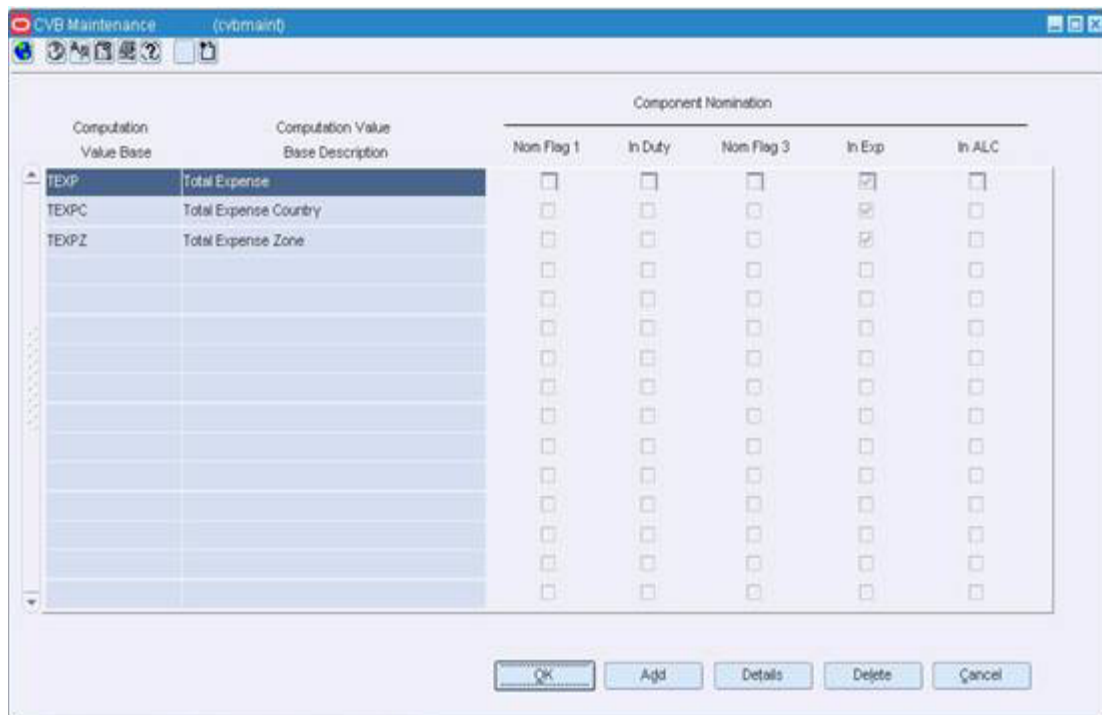 CVB Maintenance (cvbmaint)
Component Nomination
Computation Value Base
Computation Value Base Description
Nom Flag 1 In Duty Nom Flag 3 In Exp In ALC
TEXP Total Expense
TEXPC Total Expense Country
TEXPZ Total Expense Zone
OK Add Details Delete Cancel